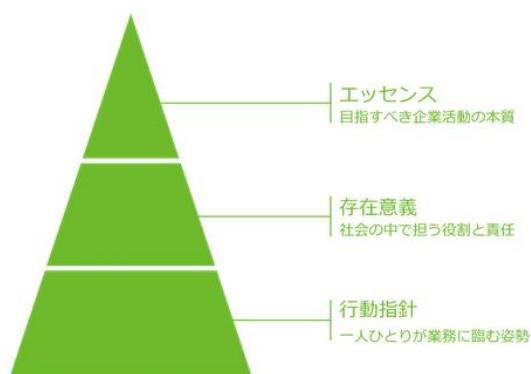 エッセンス
目指すべき企業活動の本質
存在意義
社会の中で担う役割と責任
行動指針
一人ひとりが業務に臨む姿勢